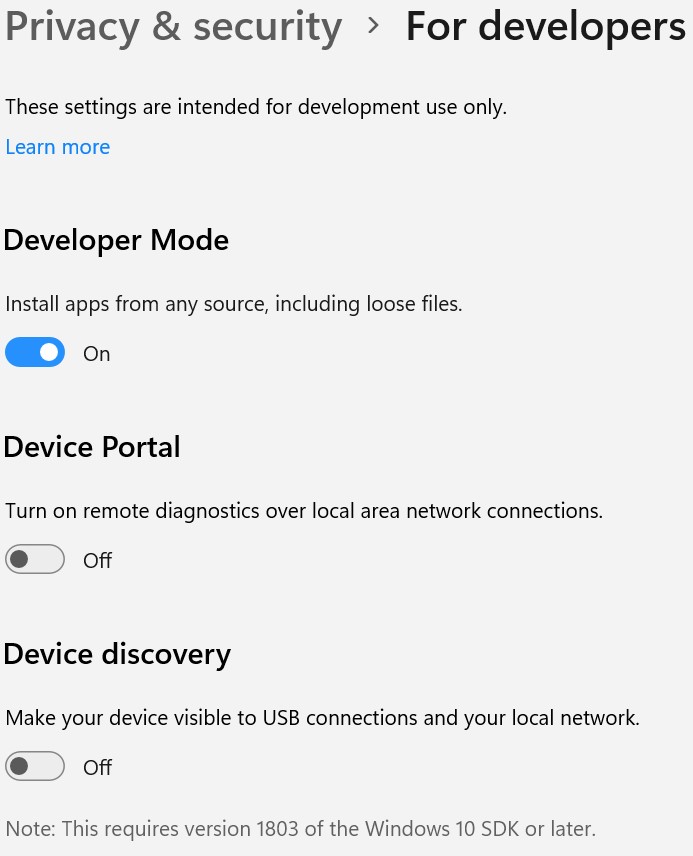 Privacy & security > For developers
These settings are intended for development use only.
Learn more
Developer Mode
Install apps from any source, including loose files.
On
Device Portal
Turn on remote diagnostics over local area network connections.
Off
Device discovery
Make your device visible to USB connections and your local network.
Off
Note: This requires version 1803 of the Windows 10 SDK or later.